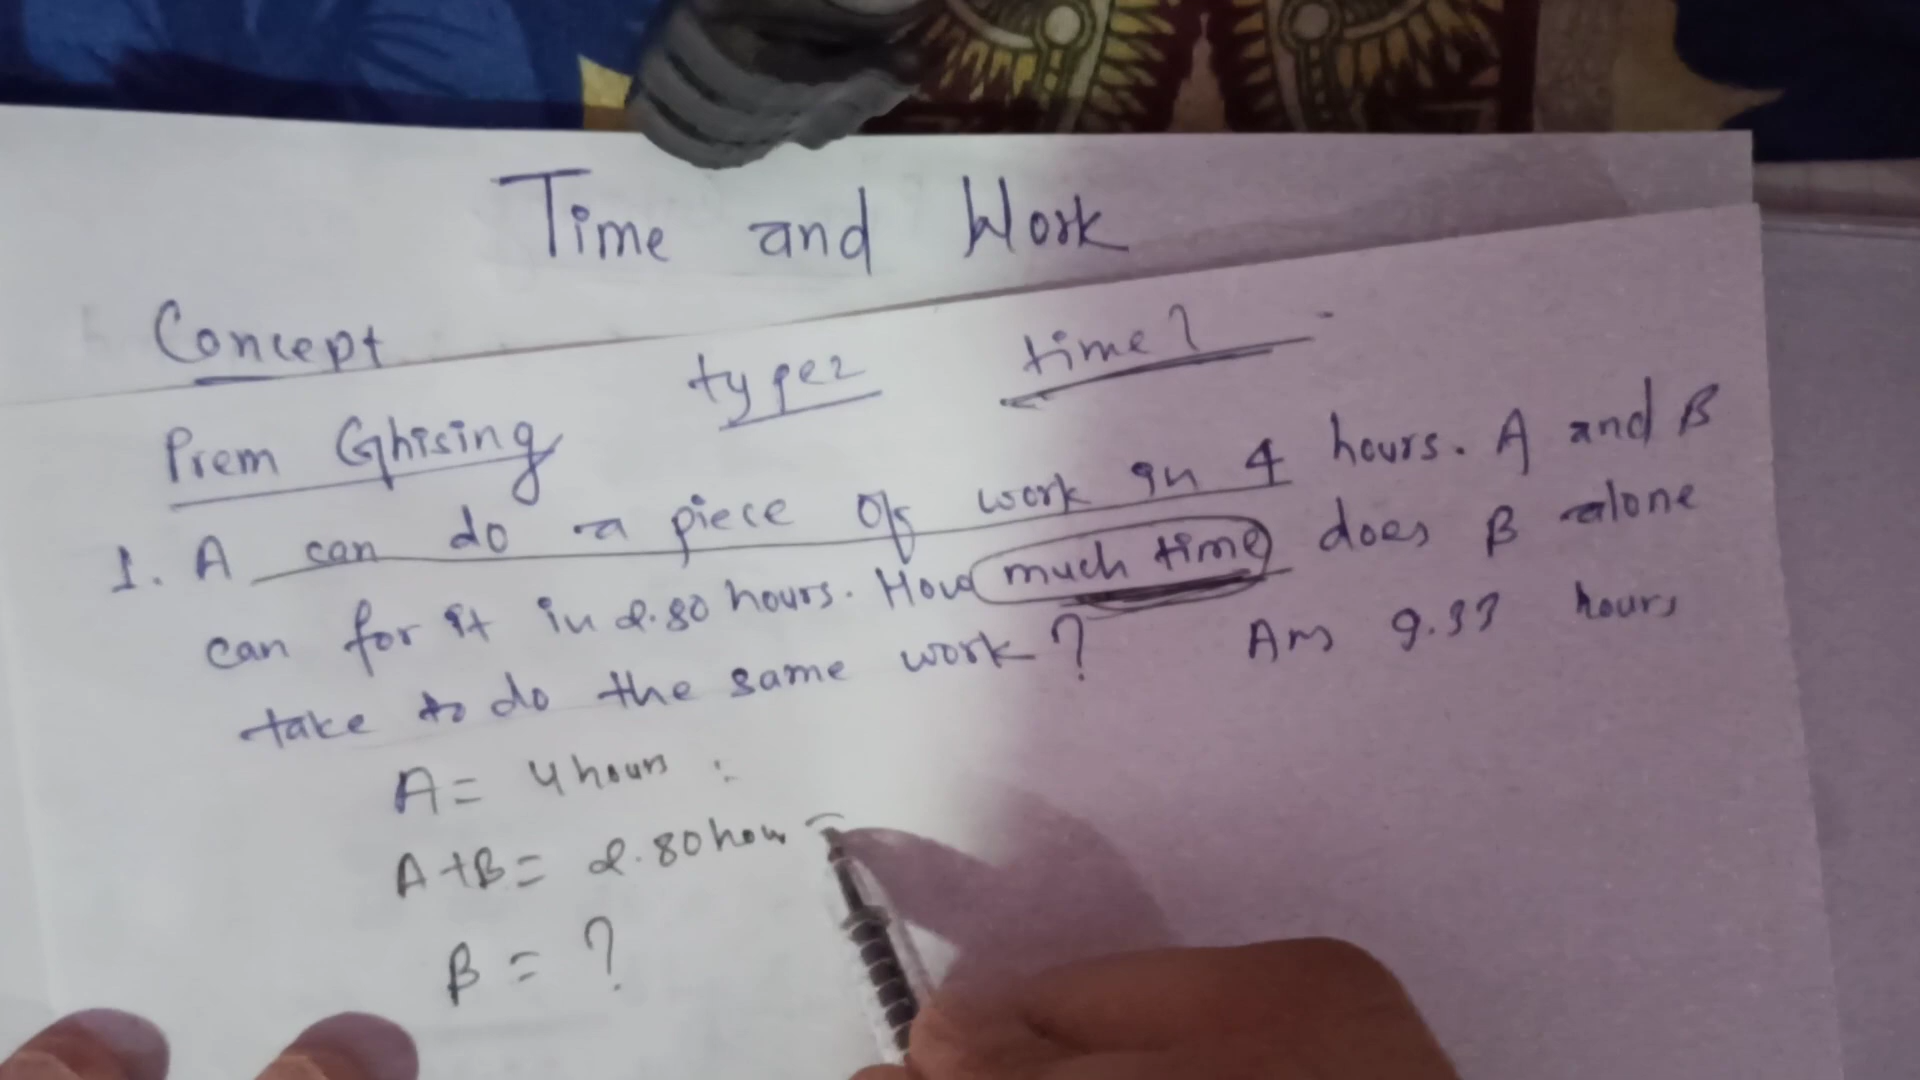 Time and Work
Concept
type2 time?
Prem Ghising
1. A can do a piece of work in 4 hours. A and B
can for it in 2.80 hours. How much time does B alone
take to do the same work? Ans 9.33 hours
A = 4 hours
A+B = 2.80 hour
B = ?